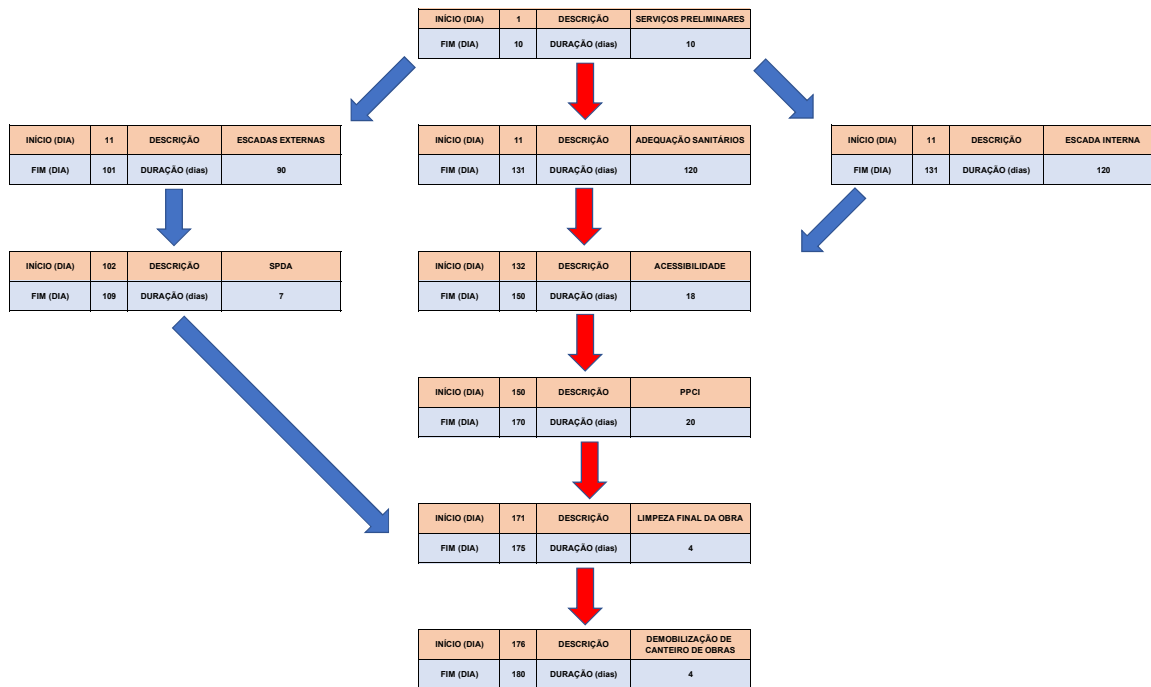 INÍCIO (DIA) 1 DESCRIÇÃO SERVIÇOS PRELIMINARES
FIM (DIA) 10 DURAÇÃO (dias) 10
INÍCIO (DIA) 11 DESCRIÇÃO ESCADAS EXTERNAS
FIM (DIA) 101 DURAÇÃO (dias) 90
INÍCIO (DIA) 11 DESCRIÇÃO ADEQUAÇÃO SANITÁRIOS
FIM (DIA) 131 DURAÇÃO (dias) 120
INÍCIO (DIA) 11 DESCRIÇÃO ESCADA INTERNA
FIM (DIA) 131 DURAÇÃO (dias) 120
INÍCIO (DIA) 102 DESCRIÇÃO SPDA
FIM (DIA) 109 DURAÇÃO (dias) 7
INÍCIO (DIA) 132 DESCRIÇÃO ACESSIBILIDADE
FIM (DIA) 150 DURAÇÃO (dias) 18
INÍCIO (DIA) 150 DESCRIÇÃO PPCI
FIM (DIA) 170 DURAÇÃO (dias) 20
INÍCIO (DIA) 171 DESCRIÇÃO LIMPEZA FINAL DA OBRA
FIM (DIA) 175 DURAÇÃO (dias) 4
INÍCIO (DIA) 176 DESCRIÇÃO DEMOBILIZAÇÃO DE
CANTEIRO DE OBRAS
FIM (DIA) 180 DURAÇÃO (dias) 4